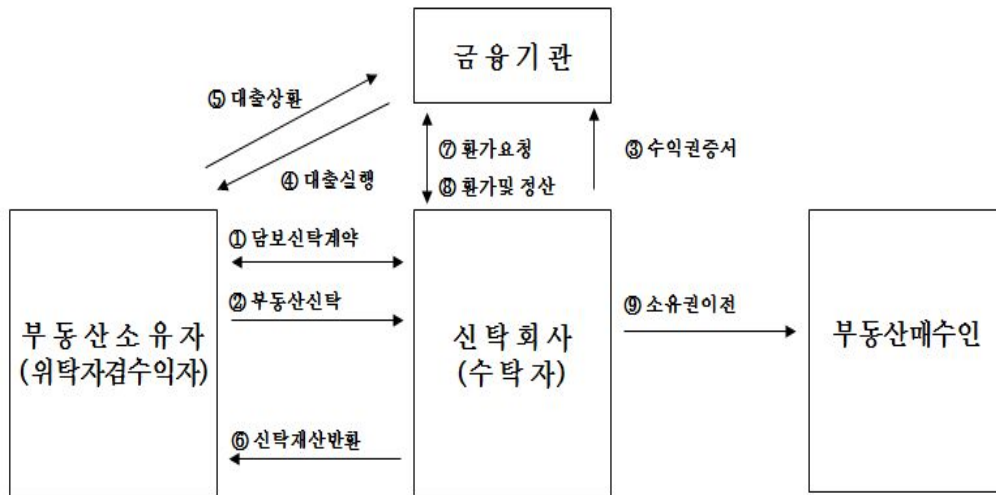 금 융 기 관
⑤ 대출상환
⑦ 환가요청
③ 수익권증서
④ 대출실행
⑧ 환가및 정산
① 담보신탁계약
② 부동산신탁
⑨ 소유권이전
부 동 산 소 유 자
(위탁자겸수익자)
신 탁 회 사
(수 탁 자)
부동산매수인
⑥ 신탁재산반환